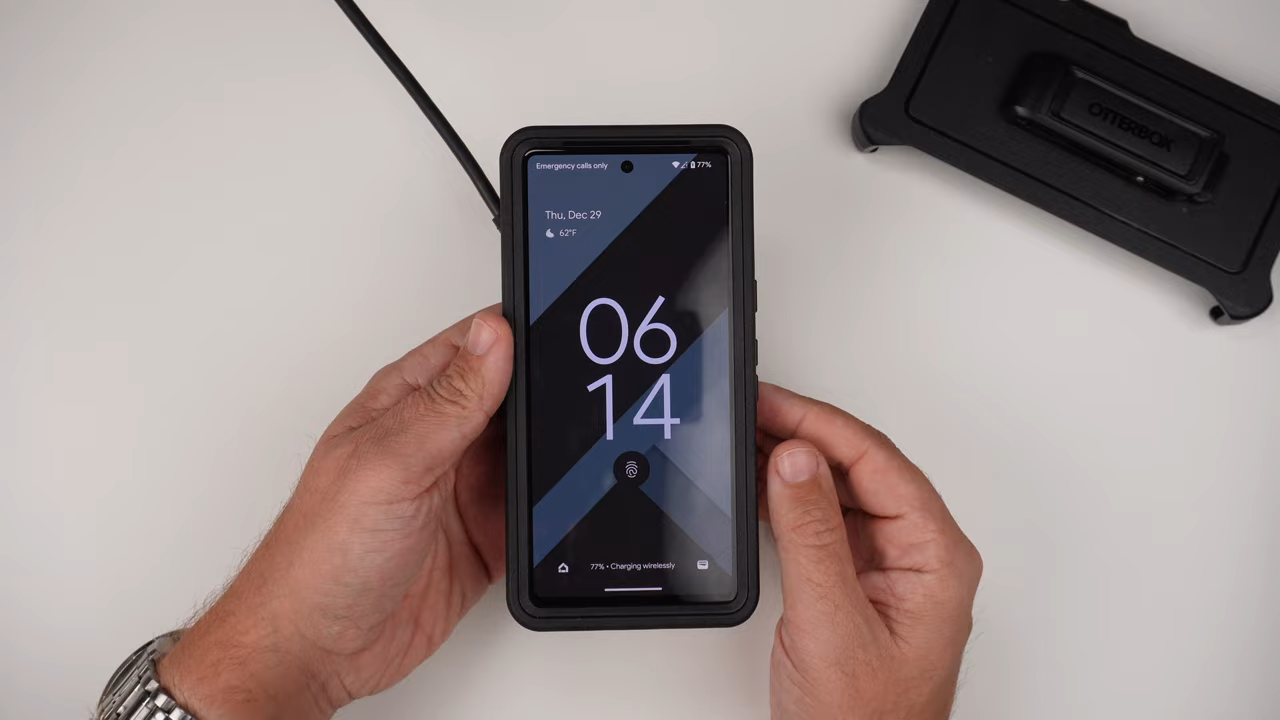 Emergency calls only 77%
Thu, Dec 29
62°F
06
14
77% • Charging wirelessly
OTTERBOX